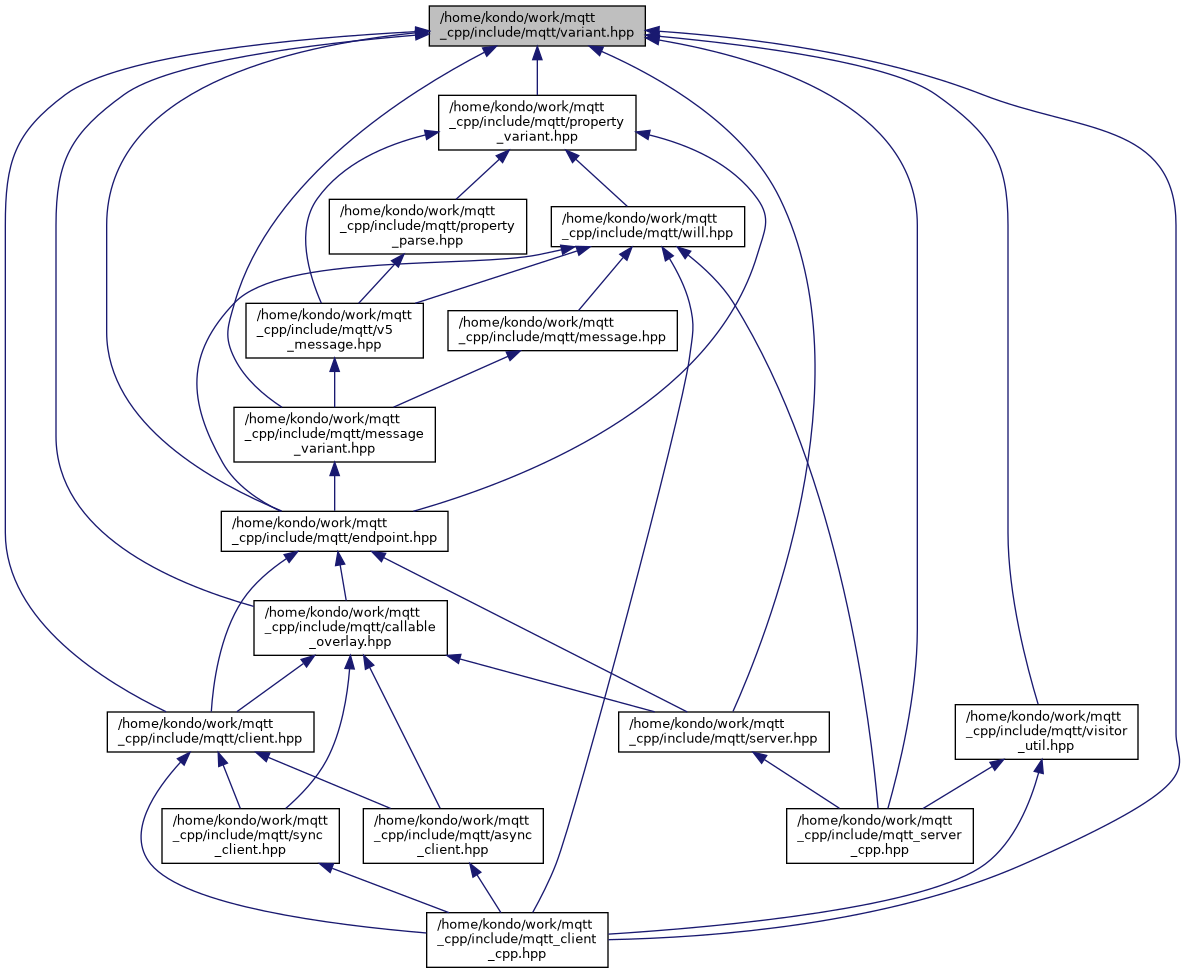 /home/kondo/work/mqtt
_cpp/include/mqtt/variant.hpp
/home/kondo/work/mqtt
_cpp/include/mqtt/property
_variant.hpp
/home/kondo/work/mqtt
_cpp/include/mqtt/property
_parse.hpp
/home/kondo/work/mqtt
_cpp/include/mqtt/will.hpp
/home/kondo/work/mqtt
_cpp/include/mqtt/v5
_message.hpp
/home/kondo/work/mqtt
_cpp/include/mqtt/message.hpp
/home/kondo/work/mqtt
_cpp/include/mqtt/message
_variant.hpp
/home/kondo/work/mqtt
_cpp/include/mqtt/endpoint.hpp
/home/kondo/work/mqtt
_cpp/include/mqtt/callable
_overlay.hpp
/home/kondo/work/mqtt
_cpp/include/mqtt/client.hpp
/home/kondo/work/mqtt
_cpp/include/mqtt/server.hpp
/home/kondo/work/mqtt
_cpp/include/mqtt/visitor
_util.hpp
/home/kondo/work/mqtt
_cpp/include/mqtt/sync
_client.hpp
/home/kondo/work/mqtt
_cpp/include/mqtt/async
_client.hpp
/home/kondo/work/mqtt
_cpp/include/mqtt_server
_cpp.hpp
/home/kondo/work/mqtt
_cpp/include/mqtt_client
_cpp.hpp